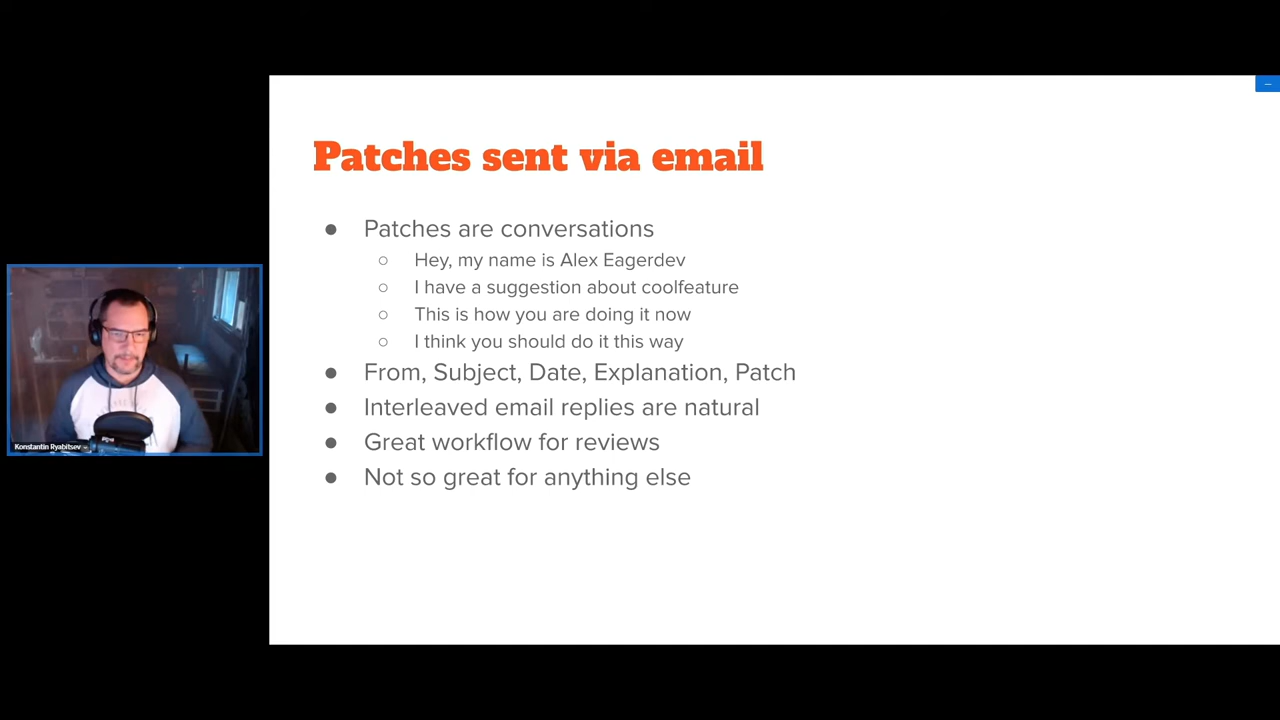 Patches sent via email
● Patches are conversations
○ Hey, my name is Alex Eagerdev
○ I have a suggestion about coolfeature
○ This is how you are doing it now
○ I think you should do it this way
● From, Subject, Date, Explanation, Patch
● Interleaved email replies are natural
● Great workflow for reviews
● Not so great for anything else
Konstantin Ryabitsev